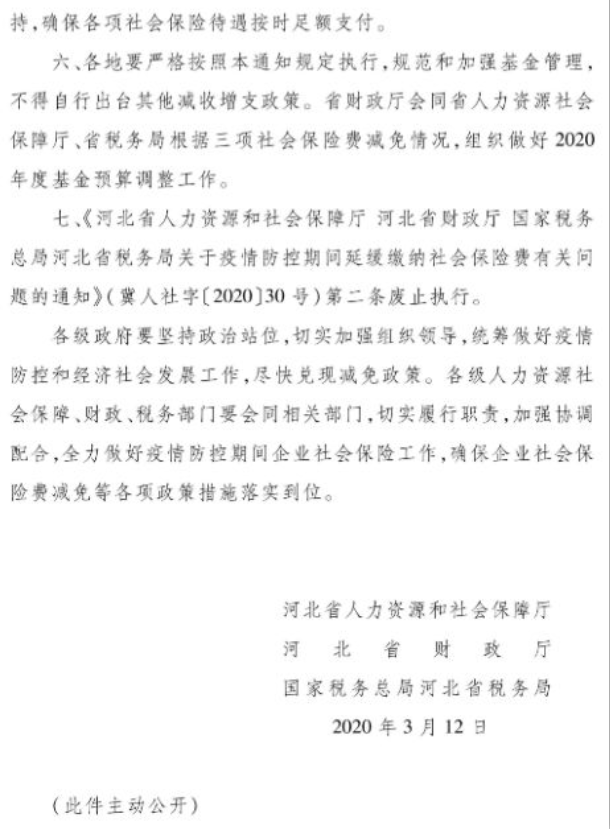 持,确保各项社会保险待遇按时足额支付。
六、各地要严格按照本通知规定执行,规范和加强基金管理,
不得自行出台其他减收增支政策。省财政厅会同省人力资源社会
保障厅、省税务局根据三项社会保险费减免情况,组织做好 2020
年度基金预算调整工作。
七、《河北省人力资源和社会保障厅 河北省财政厅 国家税务
总局河北省税务局关于疫情防控期间延缓缴纳社会保险费有关问
题的通知》(冀人社字〔2020〕30 号)第二条废止执行。
各级政府要坚持政治站位,切实加强组织领导,统筹做好疫情
防控和经济社会发展工作,尽快兑现减免政策。各级人力资源社
会保障、财政、税务部门要会同相关部门,切实履行职责,加强协调
配合,全力做好疫情防控期间企业社会保险工作,确保企业社会保
险费减免等各项政策措施落实到位。
河北省人力资源和社会保障厅
河北省财政厅
国家税务总局河北省税务局
2020 年 3 月 12 日
(此件主动公开)